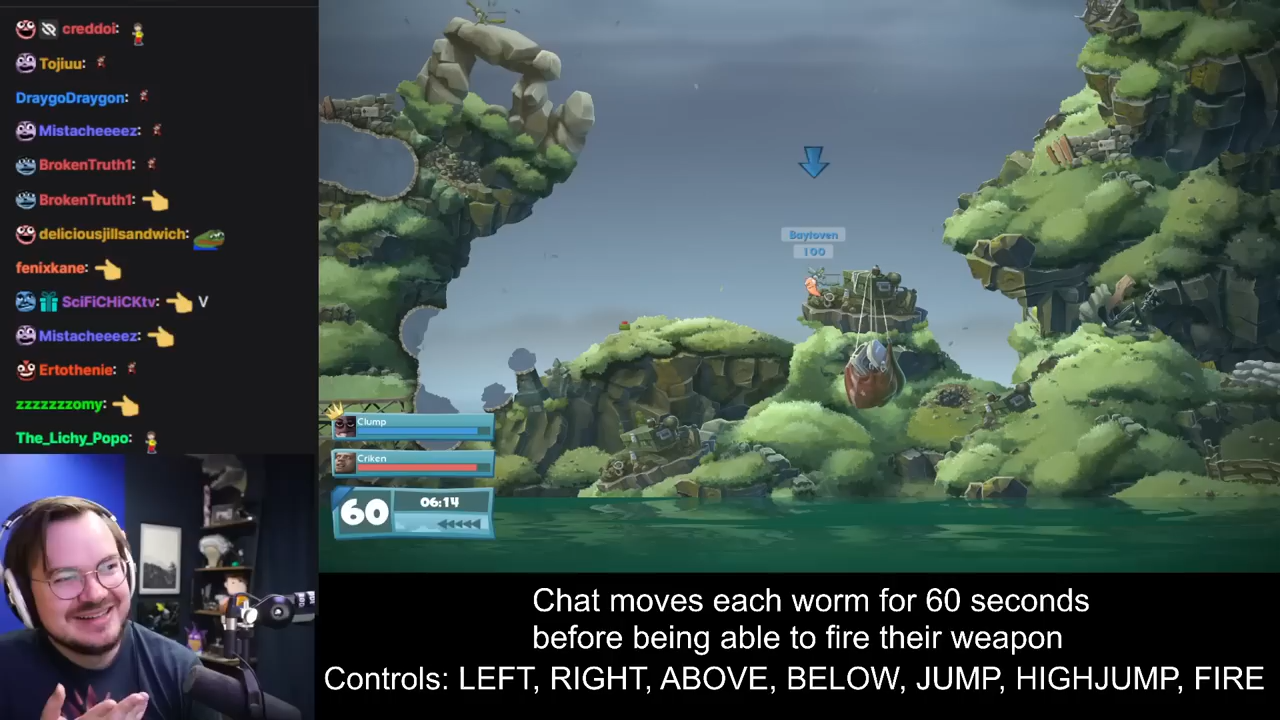 creddoi:
Tojiuu:
DraygoDraygon:
Mistacheeeez:
BrokenTruth1:
BrokenTruth1:
deliciousjillsandwich:
fenixkane:
SciFiCHiCKtv: V
Mistacheeeez:
Ertothenie:
zzzzzzzomy:
The_Lichy_Popo:
Baytoven
100
Clump
Criken
60
06:14
Chat moves each worm for 60 seconds
before being able to fire their weapon
Controls: LEFT, RIGHT, ABOVE, BELOW, JUMP, HIGHJUMP, FIRE